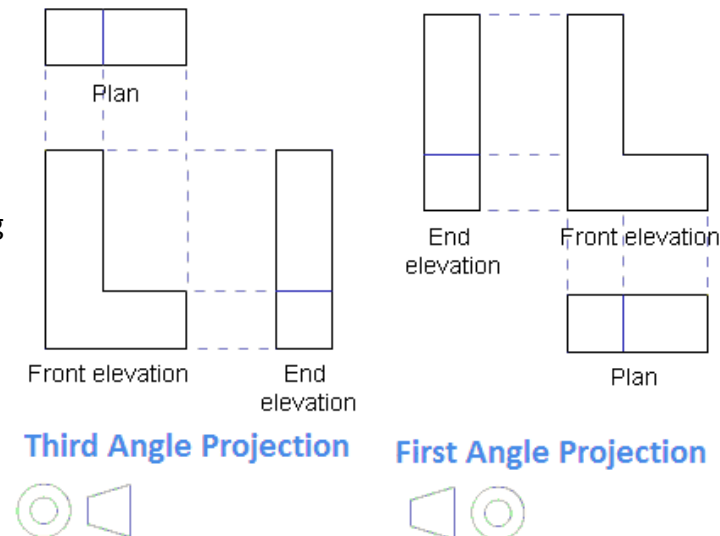 Plan
g
Front elevation
End
elevation
Third Angle Projection
End
elevation
Front elevation
Plan
First Angle Projection